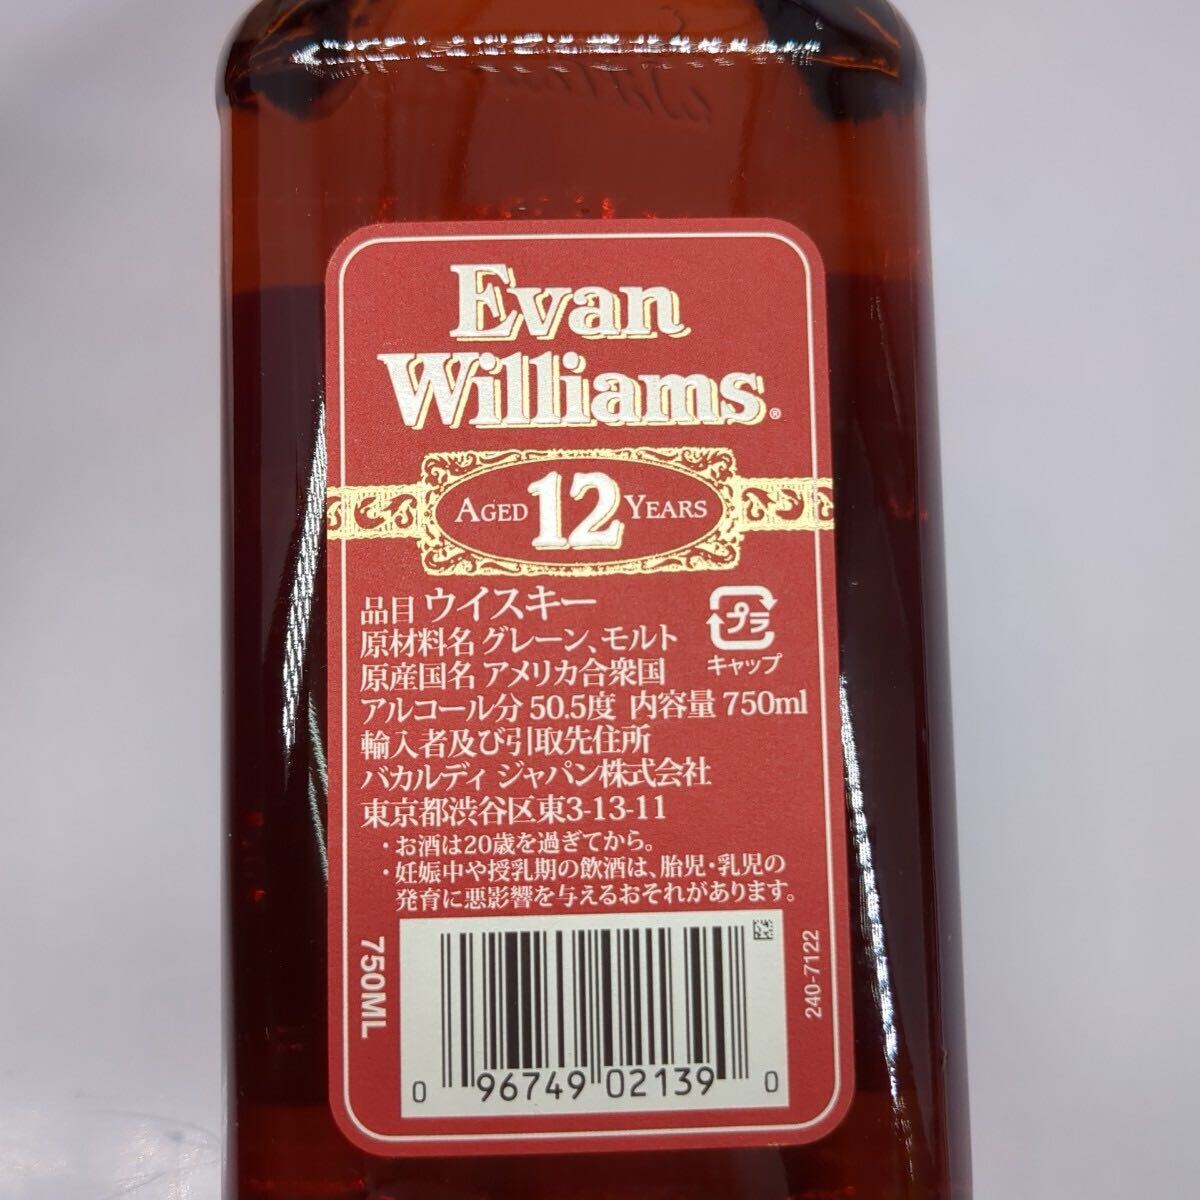 Evan
Williams®
AGED 12 YEARS
品目 ウイスキー
原材料名 グレーン、モルト
プラ
キャップ
原産国名 アメリカ合衆国
アルコール分 50.5度 内容量 750ml
輸入者及び引取先住所
バカルディ ジャパン株式会社
東京都渋谷区東3-13-11
・お酒は20歳を過ぎてから。
・妊娠中や授乳期の飲酒は、胎児・乳児の
発育に悪影響を与えるおそれがあります。
750ML
240-7122
0 96749 02139 0